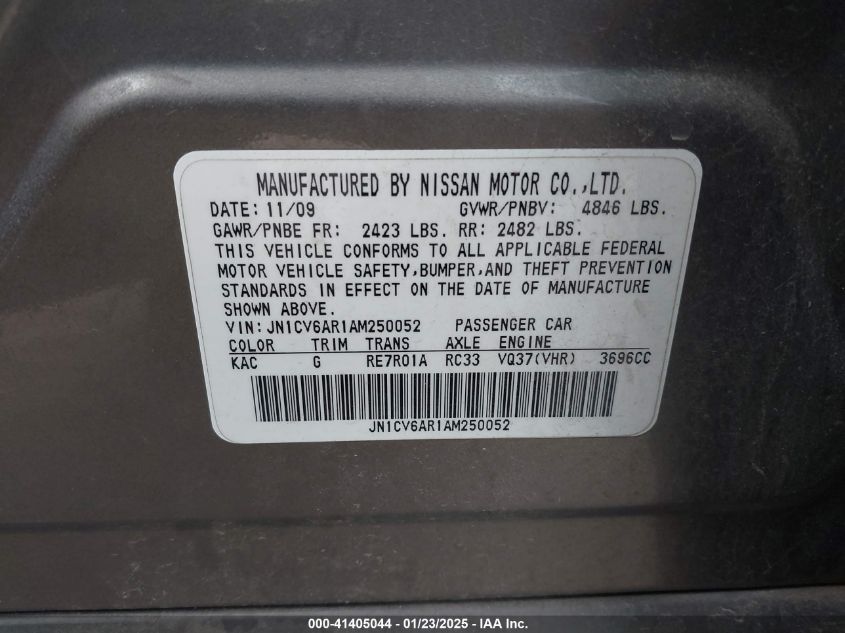 MANUFACTURED BY NISSAN MOTOR CO.,LTD.
DATE: 11/09 GVWR/PNBV: 4846 LBS.
GAWR/PNBE FR: 2423 LBS. RR: 2482 LBS.
THIS VEHICLE CONFORMS TO ALL APPLICABLE FEDERAL
MOTOR VEHICLE SAFETY,BUMPER,AND THEFT PREVENTION
STANDARDS IN EFFECT ON THE DATE OF MANUFACTURE
SHOWN ABOVE.
VIN: JN1CV6AR1AM250052 PASSENGER CAR
COLOR TRIM TRANS AXLE ENGINE
KAC G RE7R01A RC33 VQ37(VHR) 3696CC
JN1CV6AR1AM250052
000-41405044 - 01/23/2025 - IAA Inc.